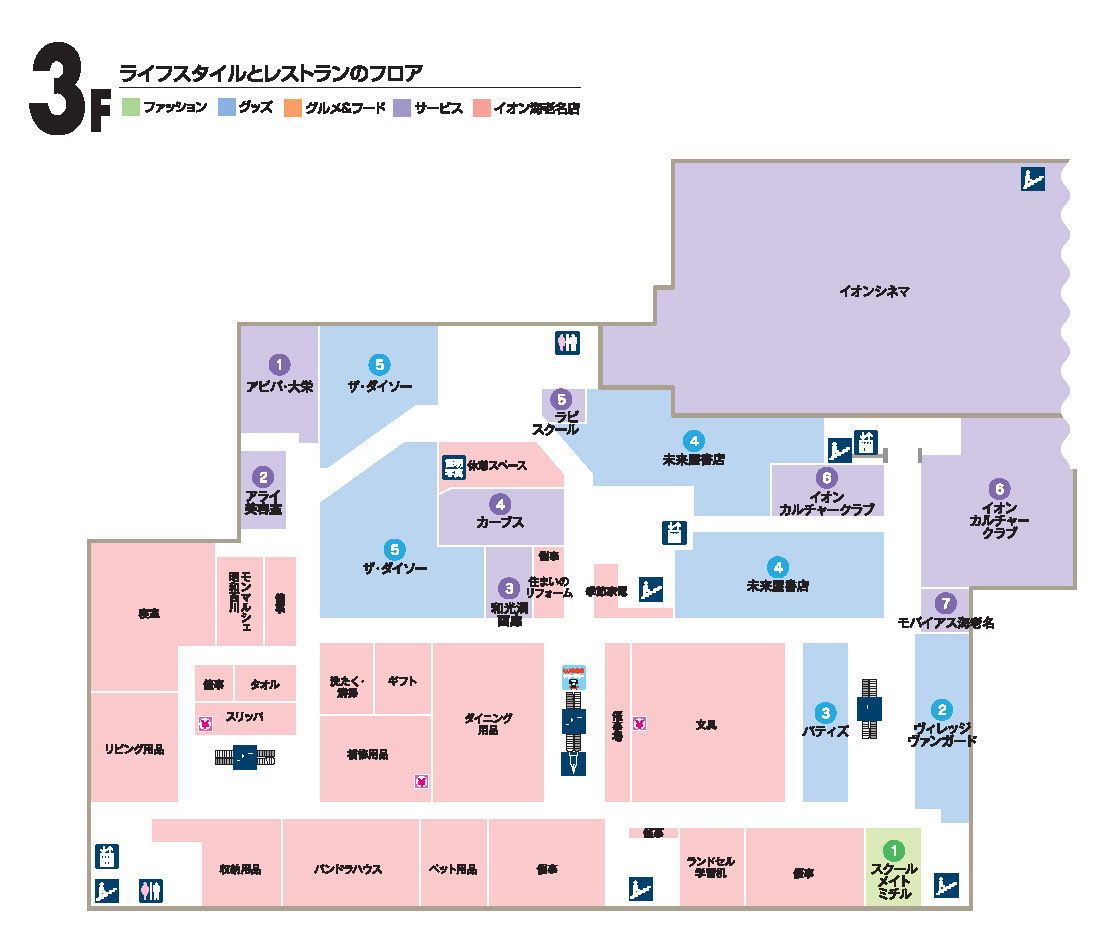 3F
ライフスタイルとレストランのフロア
ファッション
グッズ
グルメ&フード
サービス
イオン海老名店
イオンシネマ
1
アビバ・大栄
5
ザ・ダイソー
5
ラビ
スクール
4
未来屋書店
2
アライ
美容室
休憩スペース
4
カーブス
6
イオン
カルチャークラブ
6
イオン
カルチャー
クラブ
5
ザ・ダイソー
3
和光洞
画廊
催事
住まいの
リフォーム
季節家電
4
未来屋書店
7
モバイアス海老名
寝室
モンマルシェ
昭和西川
催事
催事
タオル
スリッパ
リビング用品
洗たく・
清掃
ギフト
補修用品
ダイニング
用品
催事場
文具
3
パティズ
2
ヴィレッジ
ヴァンガード
収納用品
パンドラハウス
ペット用品
催事
催事
ランドセル
学習机
催事
1
スクール
メイト
ミチル